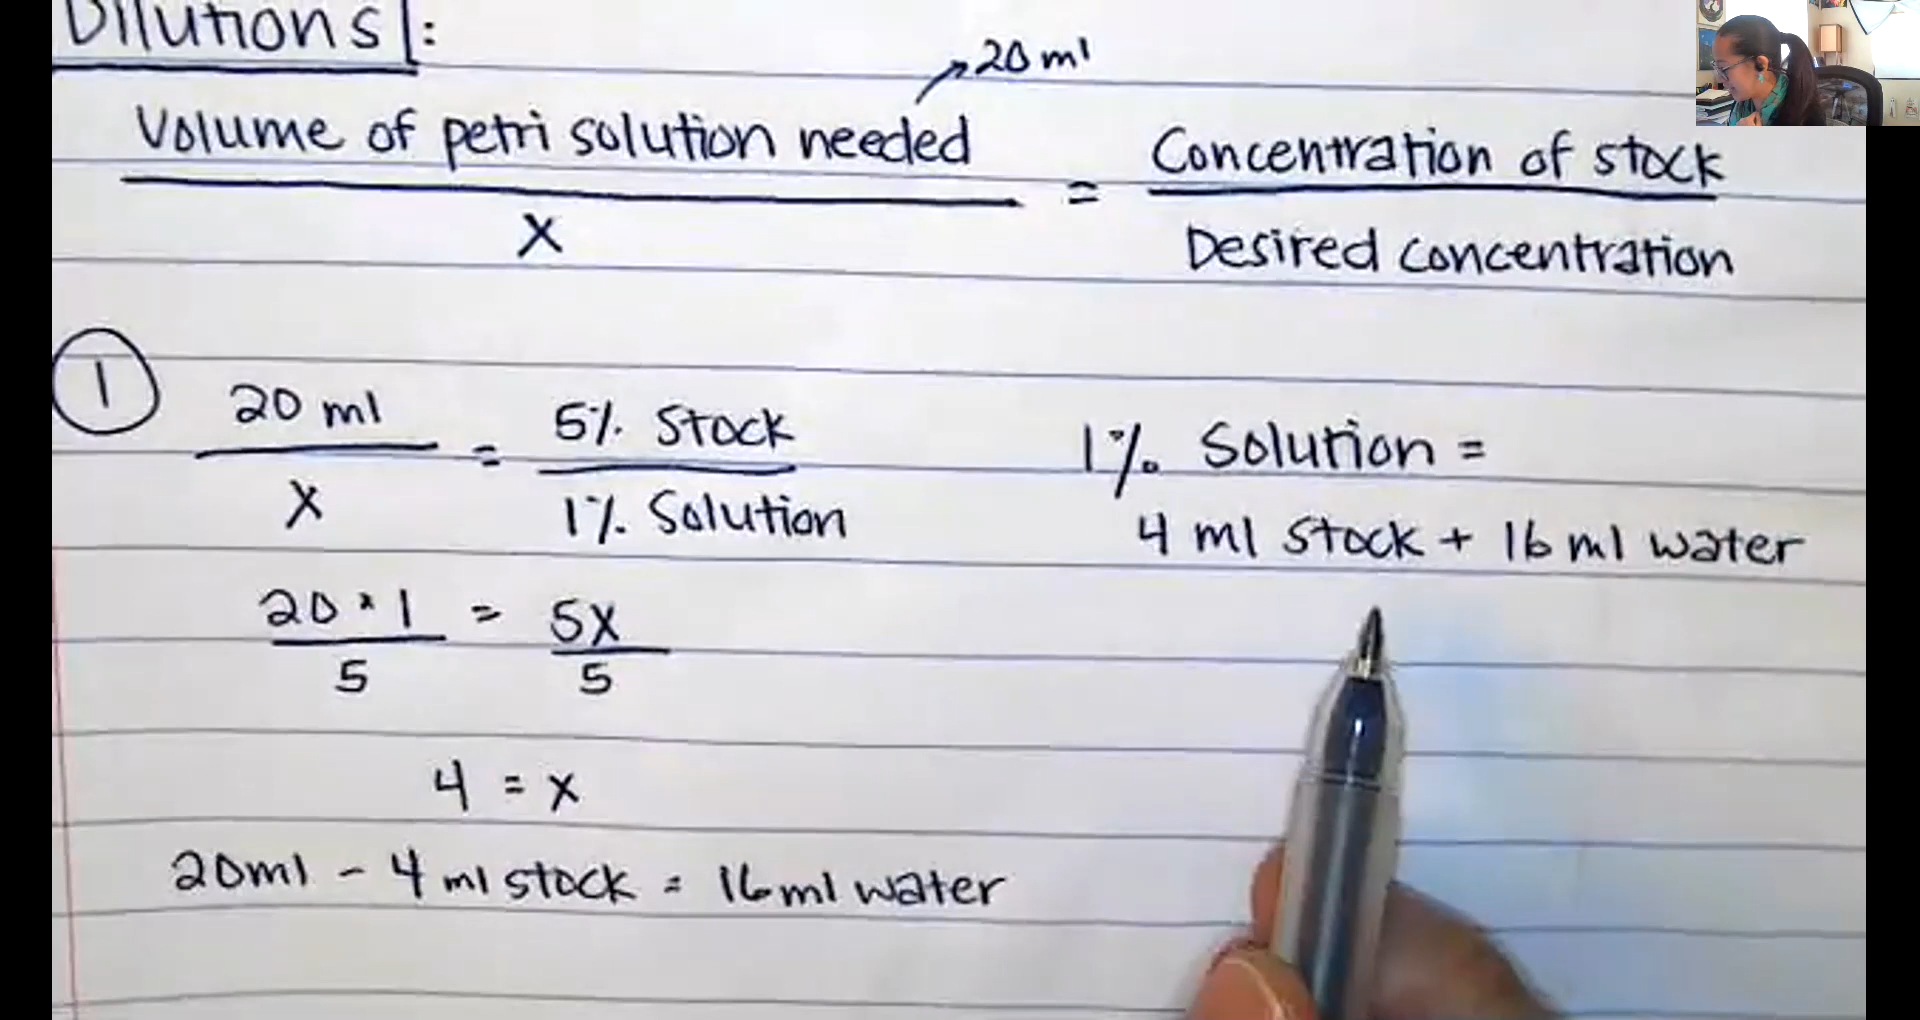 Dilutions:
20 ml
Volume of petri solution needed
X
=
Concentration of stock
Desired concentration
1
20 ml
X
=
5% Stock
1% Solution
20 * 1 = 5X
5 5
4 = X
20ml - 4 ml stock = 16ml water
1% Solution =
4 ml stock + 16 ml water